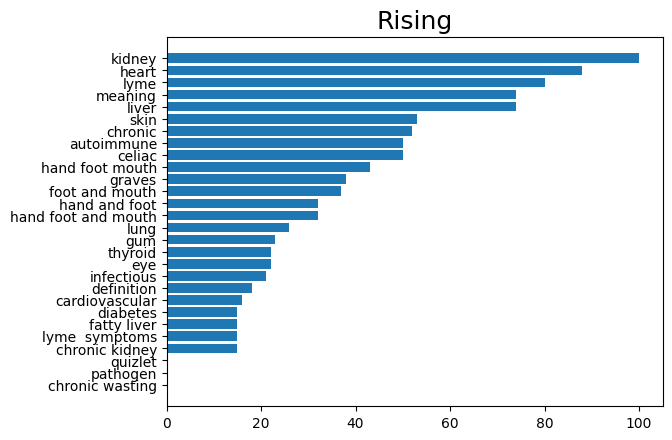 Rising
kidney
heart
lyme
meaning
liver
skin
chronic
autoimmune
celiac
hand foot mouth
graves
foot and mouth
hand and foot
hand foot and mouth
lung
gum
thyroid
eye
infectious
definition
cardiovascular
diabetes
fatty liver
lyme  symptoms
chronic kidney
quizlet
pathogen
chronic wasting
0 20 40 60 80 100